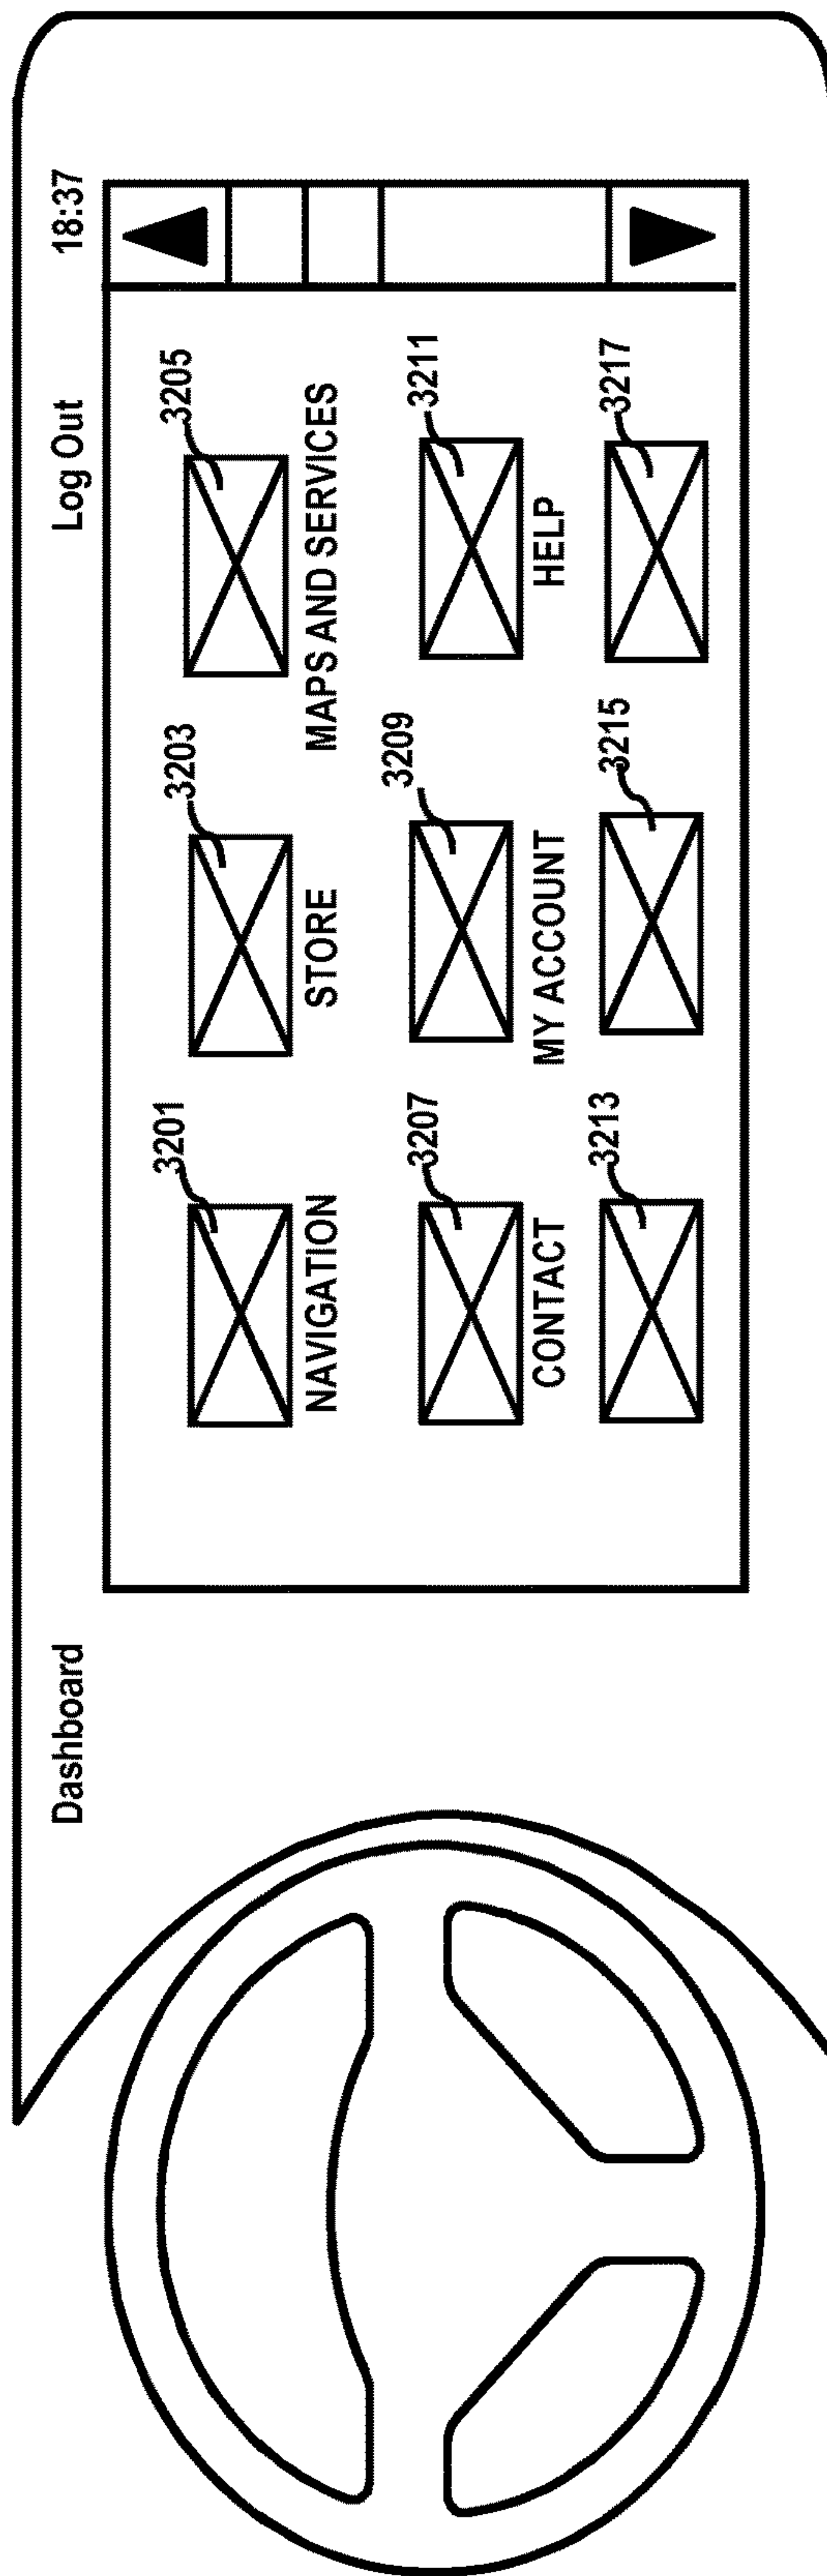 Dashboard Log Out 18:37
3201 3203 3205
NAVIGATION STORE MAPS AND SERVICES
3207 3209 3211
CONTACT MY ACCOUNT HELP
3213 3215 3217